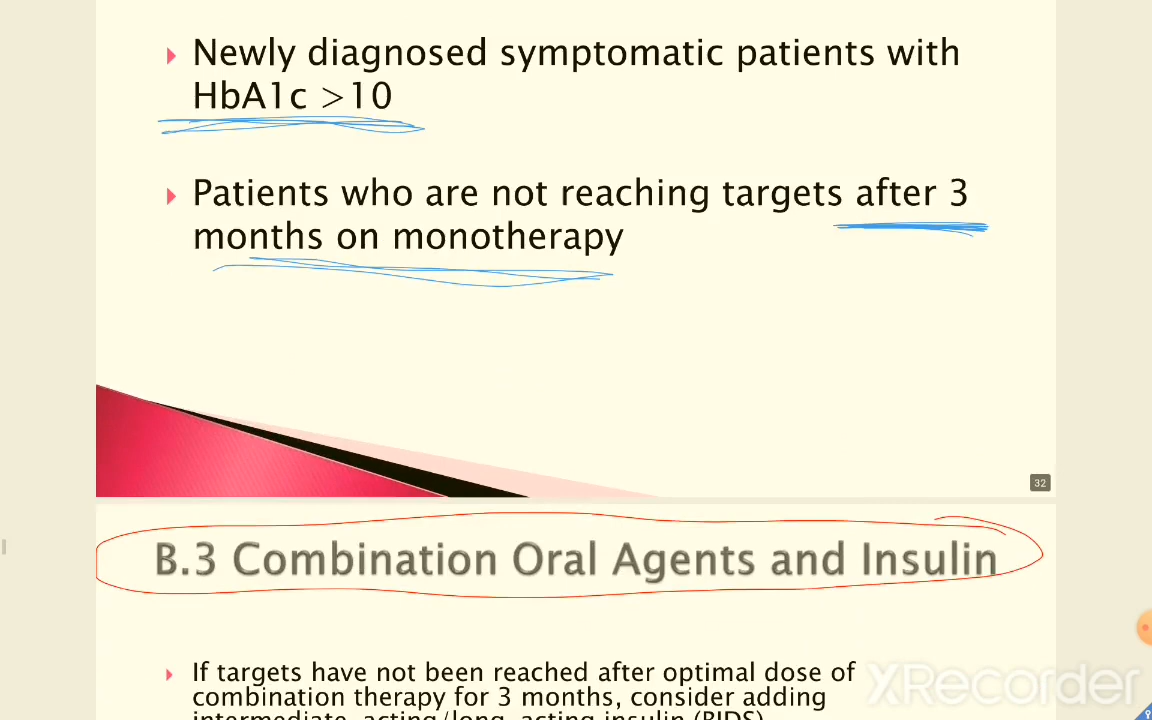 Newly diagnosed symptomatic patients with
HbA1c >10
Patients who are not reaching targets after 3
months on monotherapy
32
B.3 Combination Oral Agents and Insulin
If targets have not been reached after optimal dose of
combination therapy for 3 months, consider adding
intermediate-acting/long-acting insulin (BIDS)
XRecorder